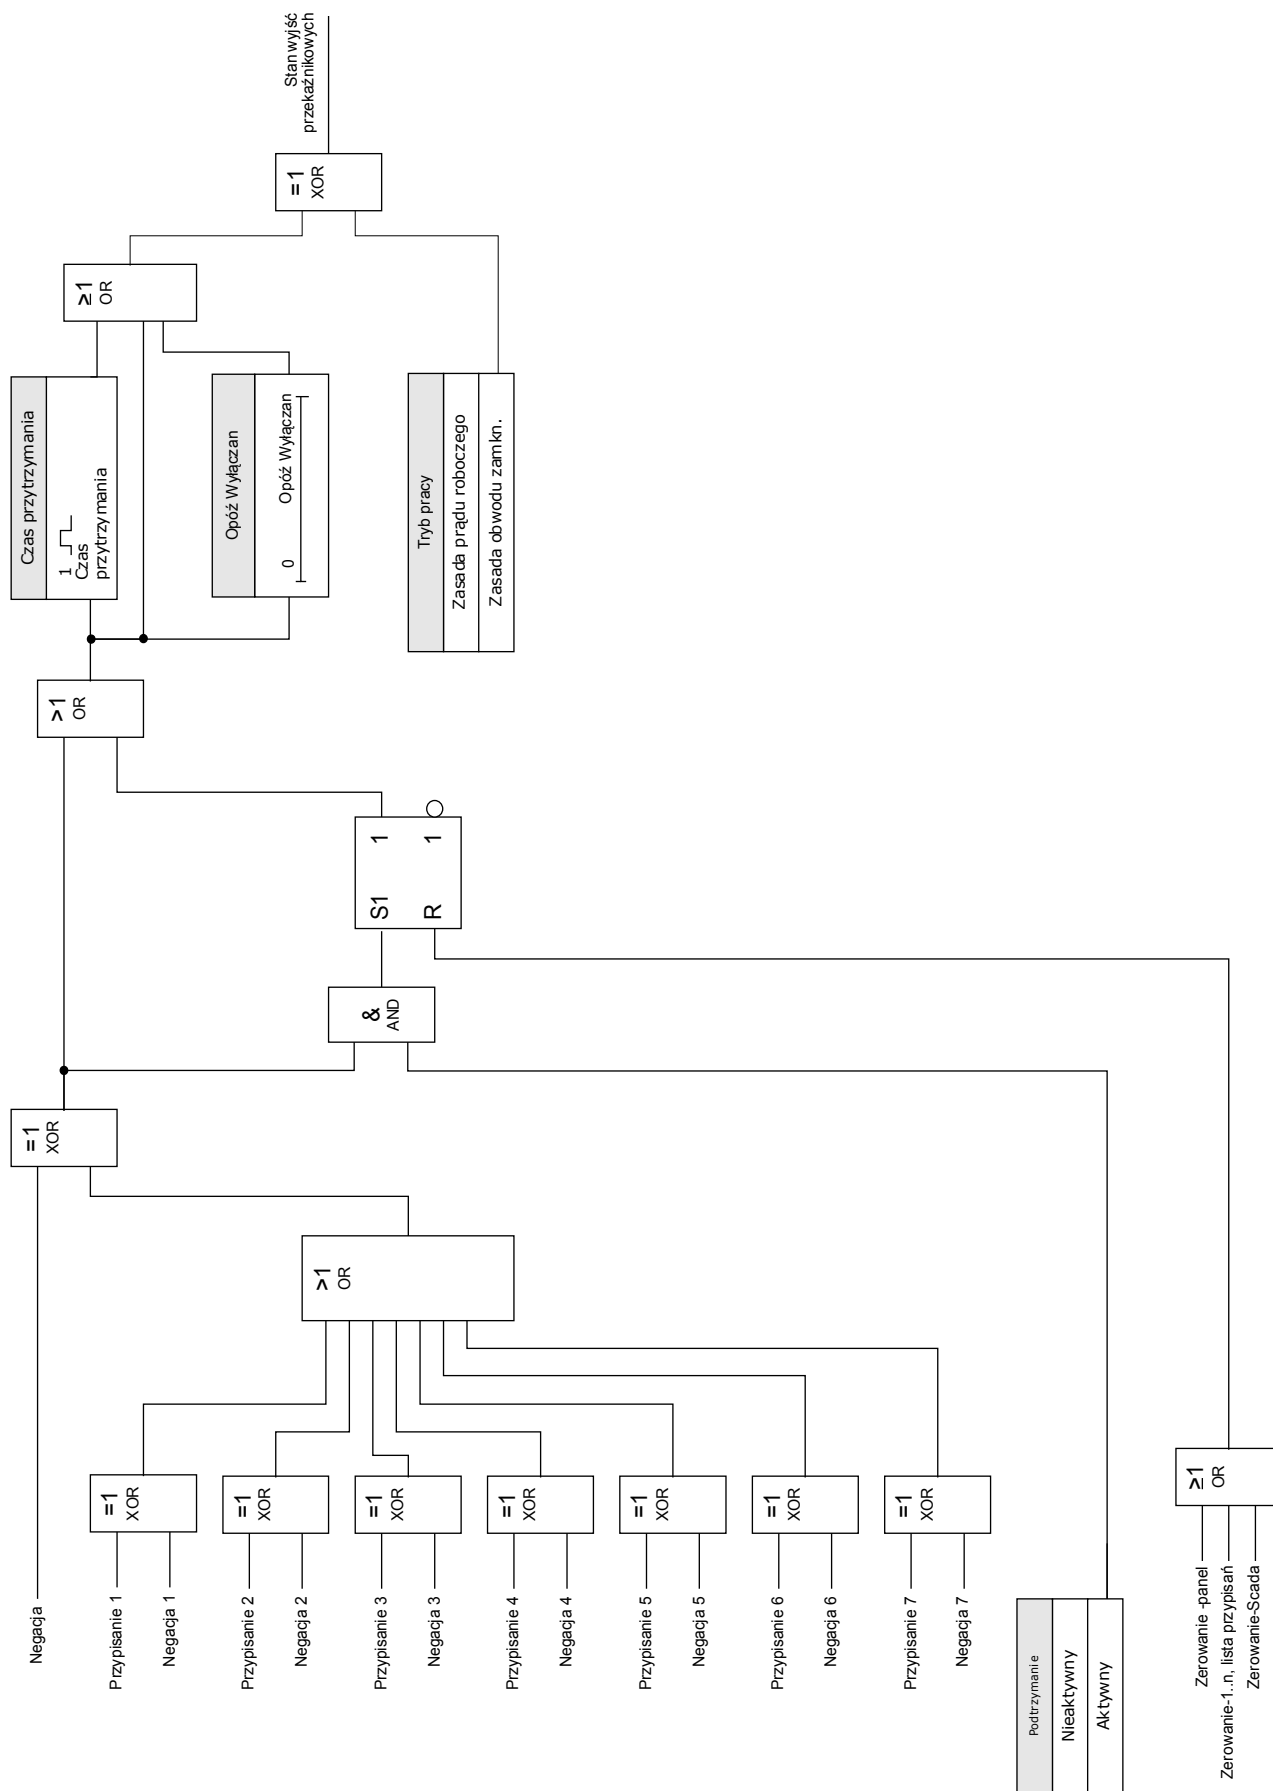 Negacja
Przypisanie 1
Negacja 1
Przypisanie 2
Negacja 2
Przypisanie 3
Negacja 3
Przypisanie 4
Negacja 4
Przypisanie 5
Negacja 5
Przypisanie 6
Negacja 6
Przypisanie 7
Negacja 7
Podtrzymanie
Nieaktywny
Aktywny
Zerowanie -panel
Zerowanie-1..n, lista przypisań
Zerowanie-Scada
=1
XOR
=1
XOR
=1
XOR
=1
XOR
=1
XOR
=1
XOR
=1
XOR
≥1
OR
>1
OR
=1
XOR
&
AND
S1 1
R 1
>1
OR
Czas przytrzymania
1
Czas
przytrzymania
Opóź Wyłączan
0 Opóź Wyłączan
Tryb pracy
Zasada prądu roboczego
Zasada obwodu zamkn.
≥1
OR
=1
XOR
Stan wyjść
przekaźnikowych